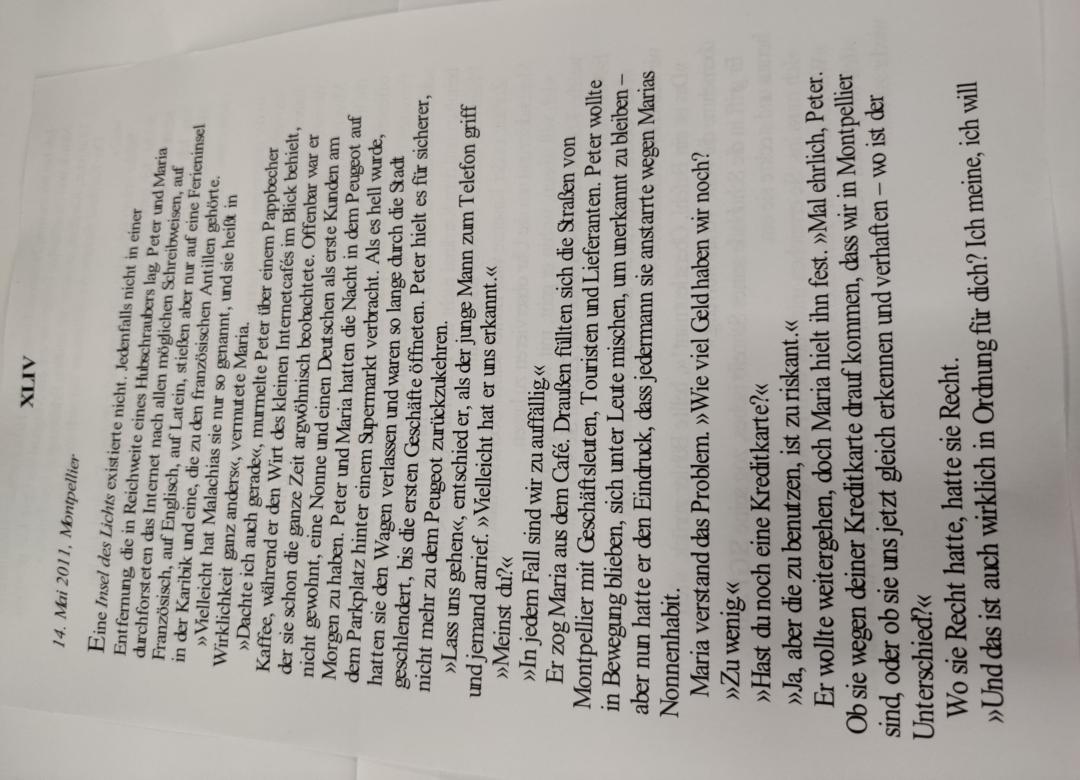 XLIV
14. Mai 2011, Montpellier
Eine Insel des Lichts existierte nicht. Jedenfalls nicht in einer
Entfernung, die in Reichweite eines Hubschraubers lag. Peter und Maria
durchforsteten das Internet nach allen möglichen Schreibweisen, auf
Französisch, auf Englisch, auf Latein, stießen aber nur auf eine Ferieninsel
in der Karibik und eine, die zu den französischen Antillen gehörte.
»Vielleicht hat Malachias sie nur so genannt, und sie heißt in
Wirklichkeit ganz anders«, vermutete Maria.
»Dachte ich auch gerade«, murmelte Peter über einem Pappbecher
Kaffee, während er den Wirt des kleinen Internetcafés im Blick behielt,
der sie schon die ganze Zeit argwöhnisch beobachtete. Offenbar war er
nicht gewohnt, eine Nonne und einen Deutschen als erste Kunden am
Morgen zu haben. Peter und Maria hatten die Nacht in dem Peugeot auf
dem Parkplatz hinter einem Supermarkt verbracht. Als es hell wurde,
hatten sie den Wagen verlassen und waren so lange durch die Stadt
geschlendert, bis die ersten Geschäfte öffneten. Peter hielt es für sicherer,
nicht mehr zu dem Peugeot zurückzukehren.
»Lass uns gehen«, entschied er, als der junge Mann zum Telefon griff
und jemand anrief. »Vielleicht hat er uns erkannt.«
»Meinst du?«
»In jedem Fall sind wir zu auffällig.«
Er zog Maria aus dem Café. Draußen füllten sich die Straßen von
Montpellier mit Geschäftsleuten, Touristen und Lieferanten. Peter wollte
in Bewegung blieben, sich unter Leute mischen, um unerkannt zu bleiben –
aber nun hatte er den Eindruck, dass jedermann sie anstarrte wegen Marias
Nonnenhabit.
Maria verstand das Problem. »Wie viel Geld haben wir noch?
»Zu wenig.«
»Hast du noch eine Kreditkarte?«
»Ja, aber die zu benutzen, ist zu riskant.«
Er wollte weitergehen, doch Maria hielt ihn fest. »Mal ehrlich, Peter.
Ob sie wegen deiner Kreditkarte drauf kommen, dass wir in Montpellier
sind, oder ob sie uns jetzt gleich erkennen und verhaften – wo ist der
Unterschied?«
Wo sie Recht hatte, hatte sie Recht.
»Und das ist auch wirklich in Ordnung für dich? Ich meine, ich will